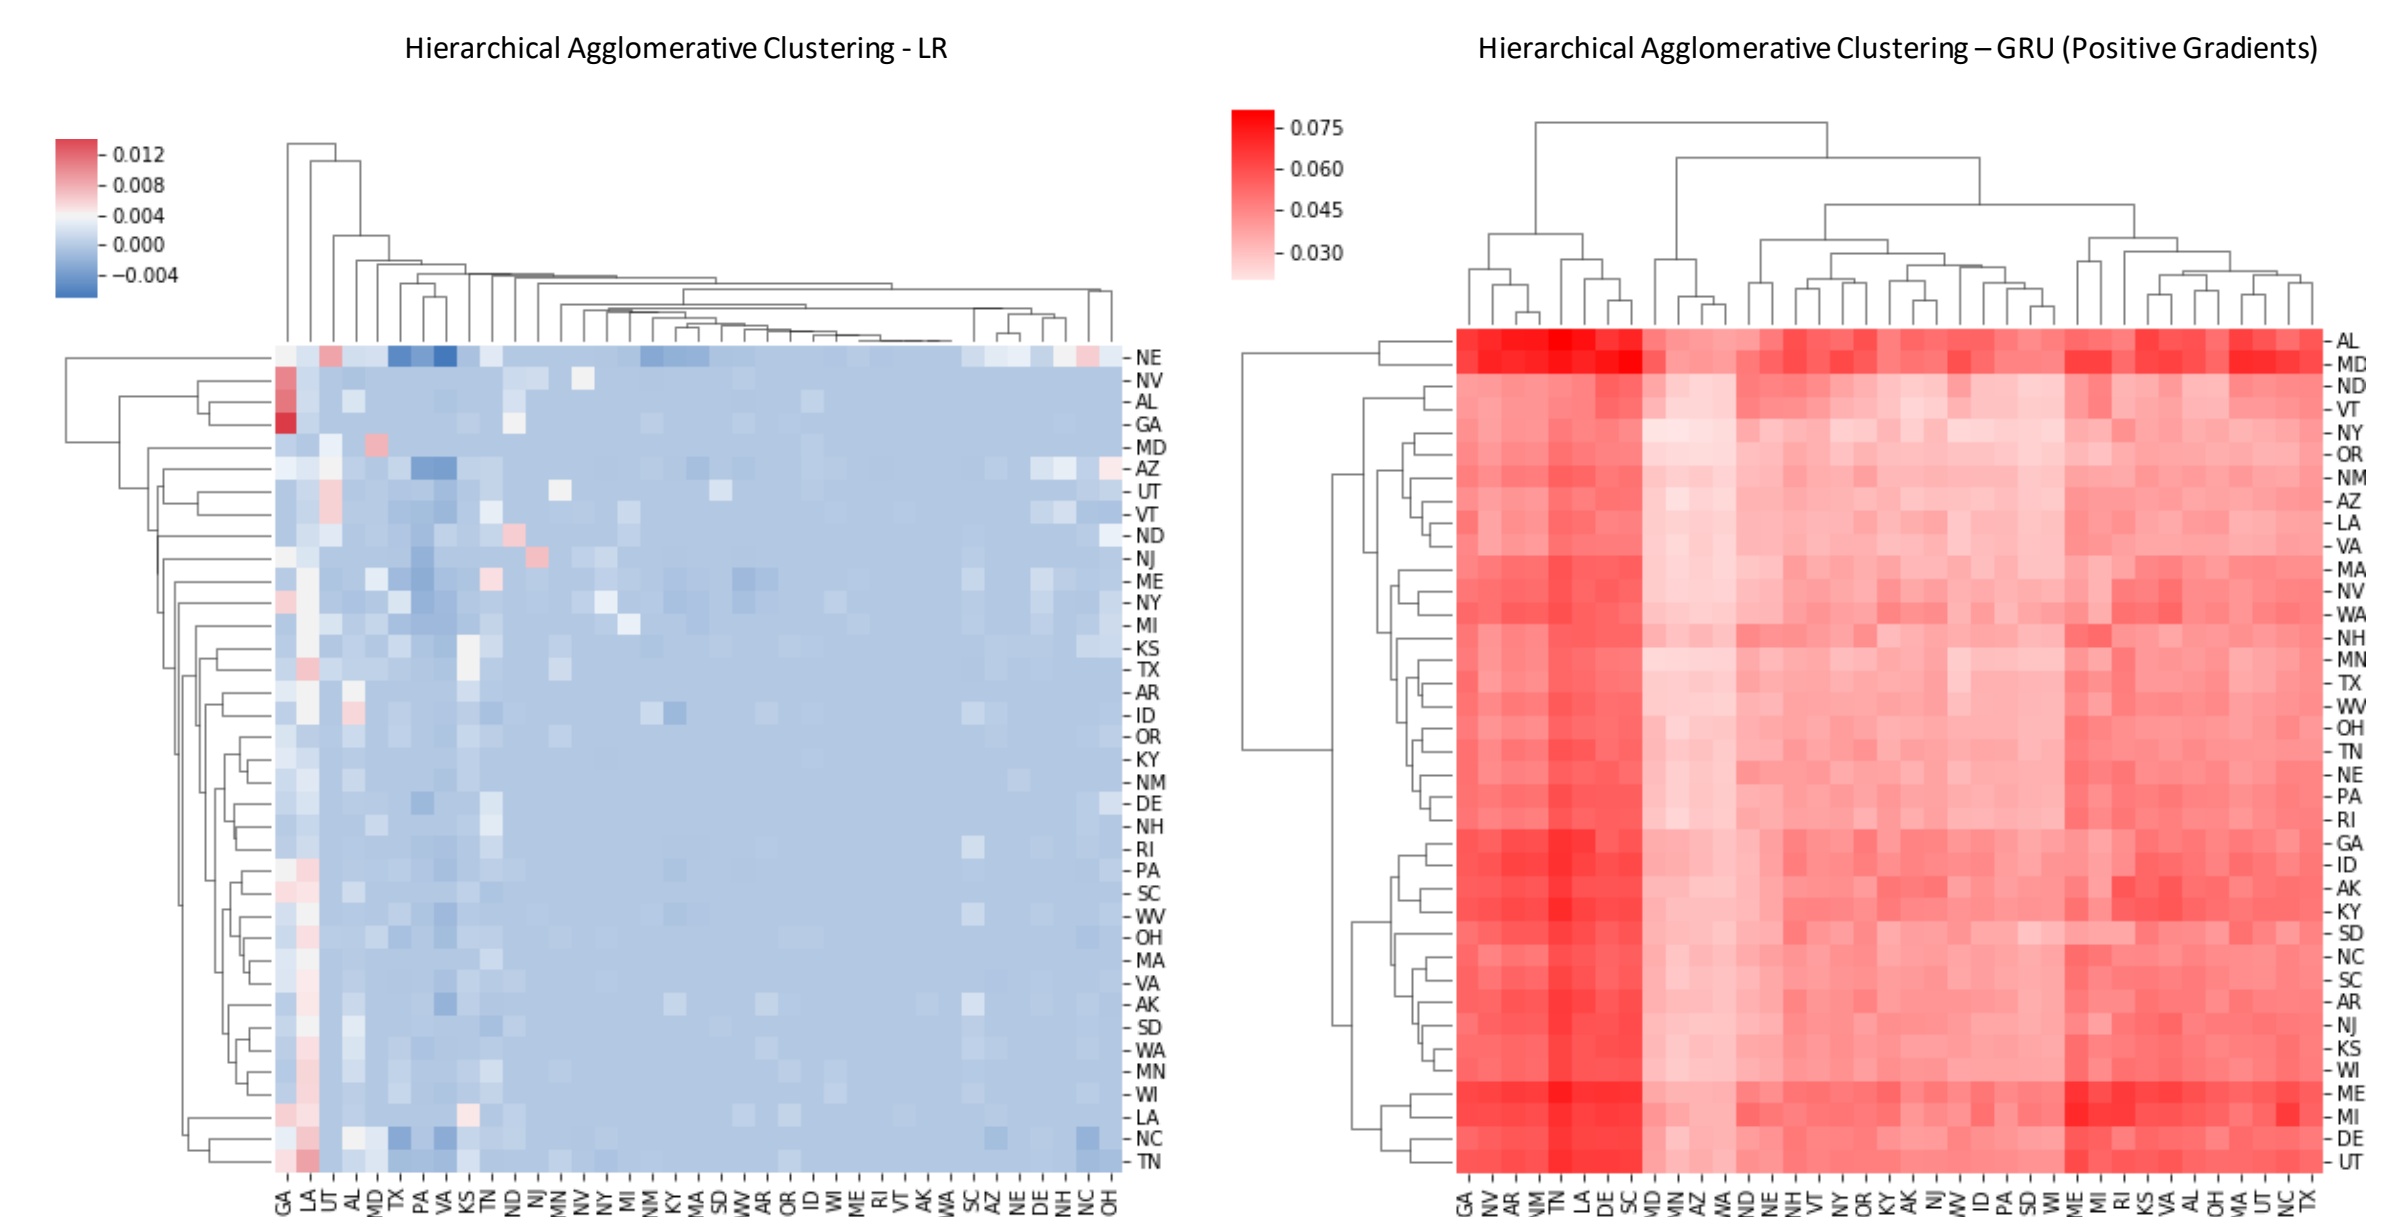 Hierarchical Agglomerative Clustering - LR
Hierarchical Agglomerative Clustering – GRU (Positive Gradients)
0.012
0.008
0.004
0.000
−0.004
NE
NV
AL
GA
MD
AZ
UT
VT
ND
NJ
ME
NY
MI
KS
TX
AR
ID
OR
KY
NM
DE
NH
RI
PA
SC
WV
OH
MA
VA
AK
SD
WA
MN
WI
LA
NC
TN
GA LA UT AL MD TX PA VA KS TN ND NJ MN NV NY MI NM KY MA SD WV AR OR ID WI ME RI VT AK WA SC AZ NE DE NH NC OH
0.075
0.060
0.045
0.030
AL
MD
ND
VT
NY
OR
NM
AZ
LA
VA
MA
NV
WA
NH
MN
TX
WV
OH
TN
NE
PA
RI
GA
ID
AK
KY
SD
NC
SC
AR
NJ
KS
WI
ME
MI
DE
UT
GA NV AR NM TN LA DE SC MD MN AZ WA ND NE NH VT NY OR KY AK NJ WV ID PA SD WI ME MI RI KS VA AL OH MA UT NC TX